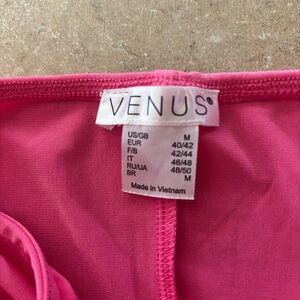 VENUS®
US/GB M
EUR 40/42
F/B 42/44
IT 46/48
RU/UA 48/50
BR M
Made in Vietnam